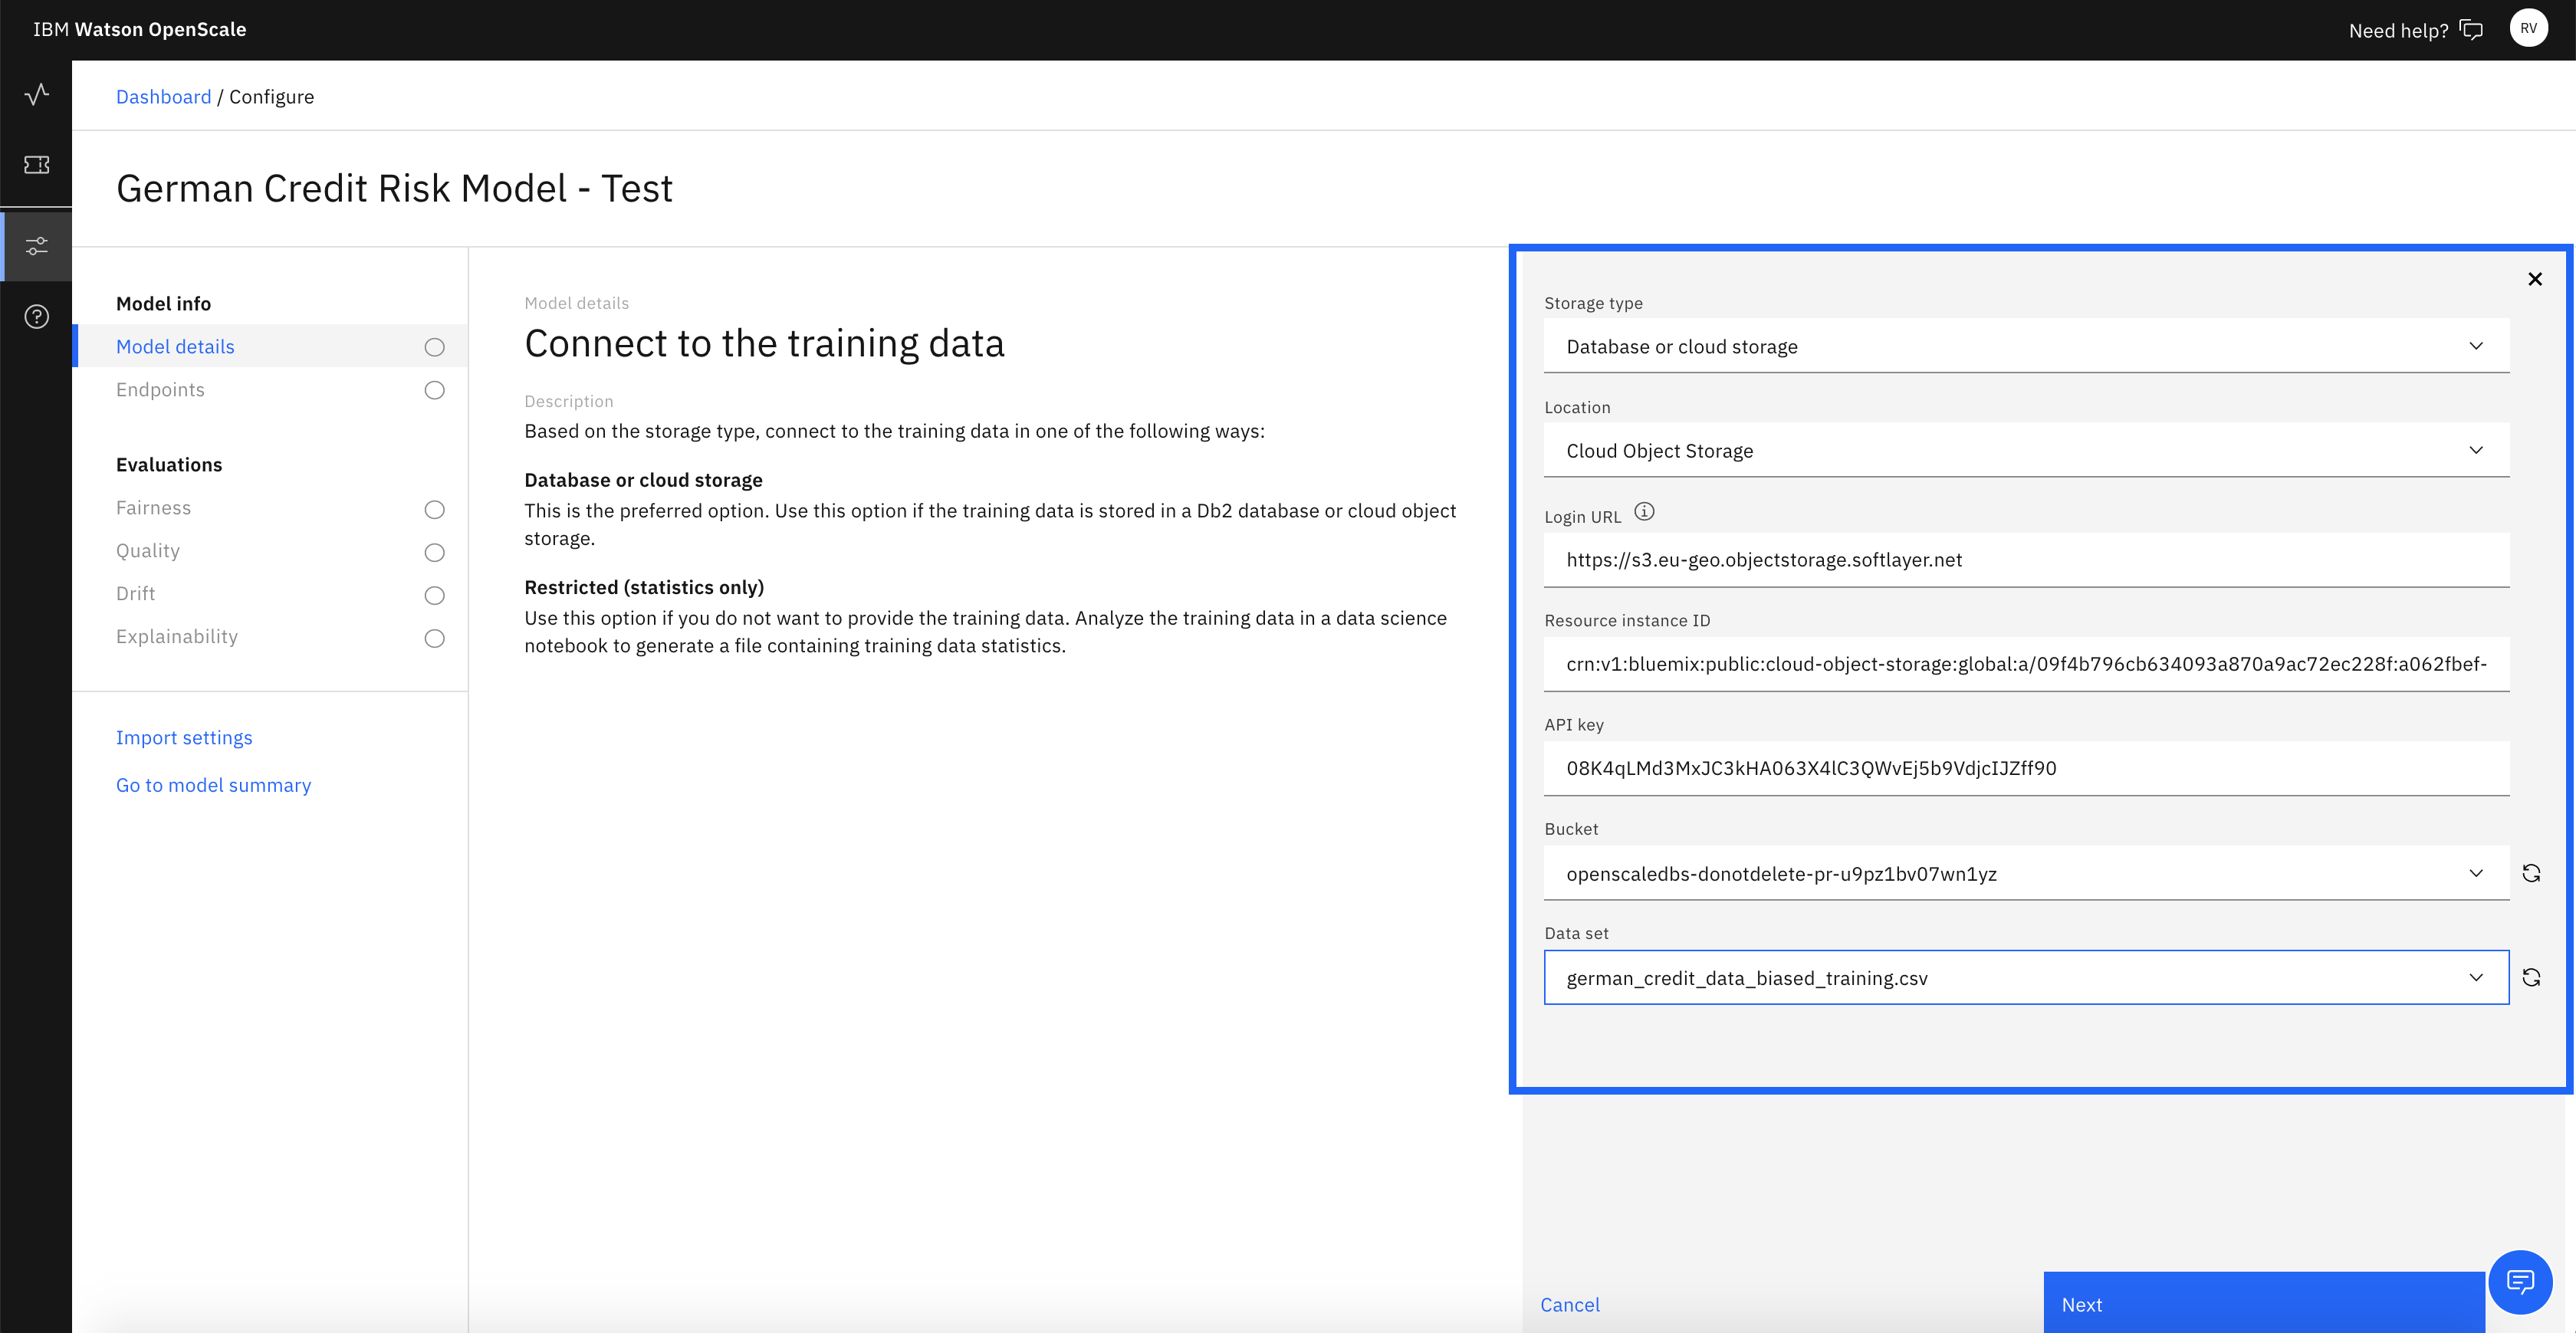 IBM Watson OpenScale
Need help?
RV
Dashboard / Configure
German Credit Risk Model - Test
Model info
Model details
Endpoints
Evaluations
Fairness
Quality
Drift
Explainability
Import settings
Go to model summary
Model details
Connect to the training data
Description
Based on the storage type, connect to the training data in one of the following ways:
Database or cloud storage
This is the preferred option. Use this option if the training data is stored in a Db2 database or cloud object
storage.
Restricted (statistics only)
Use this option if you do not want to provide the training data. Analyze the training data in a data science
notebook to generate a file containing training data statistics.
Storage type
Database or cloud storage
Location
Cloud Object Storage
Login URL
https://s3.eu-geo.objectstorage.softlayer.net
Resource instance ID
crn:v1:bluemix:public:cloud-object-storage:global:a/09f4b796cb634093a870a9ac72ec228f:a062fbef-
API key
08K4qLMd3MxJC3kHA063X4lC3QWvEj5b9VdjcIJZff90
Bucket
openscaledbs-donotdelete-pr-u9pz1bv07wn1yz
Data set
german_credit_data_biased_training.csv
Cancel
Next